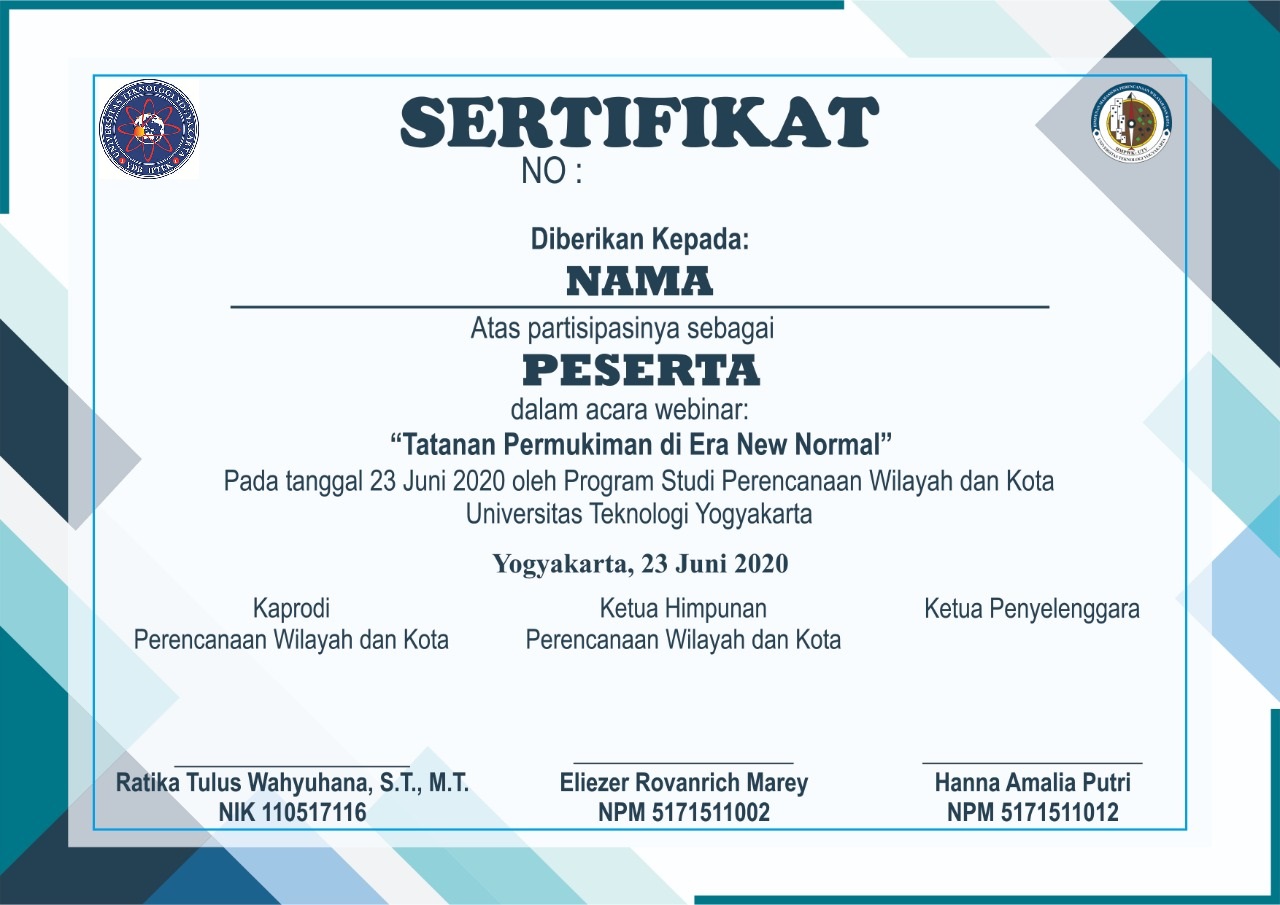 UNIVERSITAS TEKNOLOGI YOGYAKARTA
YDB IPTEK
SERTIFIKAT
NO :
Diberikan Kepada:
NAMA
Atas partisipasinya sebagai
PESERTA
dalam acara webinar:
“Tatanan Permukiman di Era New Normal”
Pada tanggal 23 Juni 2020 oleh Program Studi Perencanaan Wilayah dan Kota
Universitas Teknologi Yogyakarta
Yogyakarta, 23 Juni 2020
Kaprodi
Perencanaan Wilayah dan Kota
Ketua Himpunan
Perencanaan Wilayah dan Kota
Ketua Penyelenggara
Ratika Tulus Wahyuhana, S.T., M.T.
NIK 110517116
Eliezer Rovanrich Marey
NPM 5171511002
Hanna Amalia Putri
NPM 5171511012